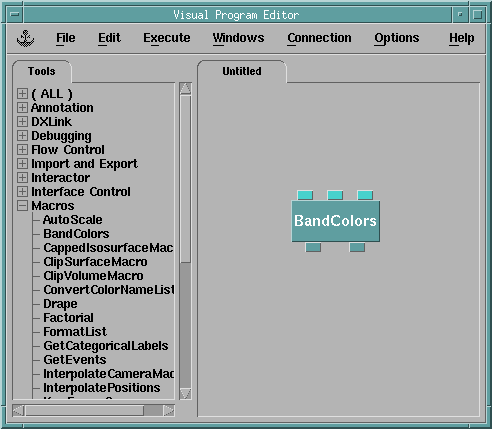 Visual Program Editor
File Edit Execute Windows Connection Options Help
Tools
Untitled
( ALL )
Annotation
DXLink
Debugging
Flow Control
Import and Export
Interactor
Interface Control
Macros
AutoScale
BandColors
CappedIsosurfaceMac
ClipSurfaceMacro
ClipVolumeMacro
ConvertColorNameList
Drape
Factorial
FormatList
GetCategoricalLabels
GetEvents
InterpolateCameraMac
InterpolatePositions
BandColors